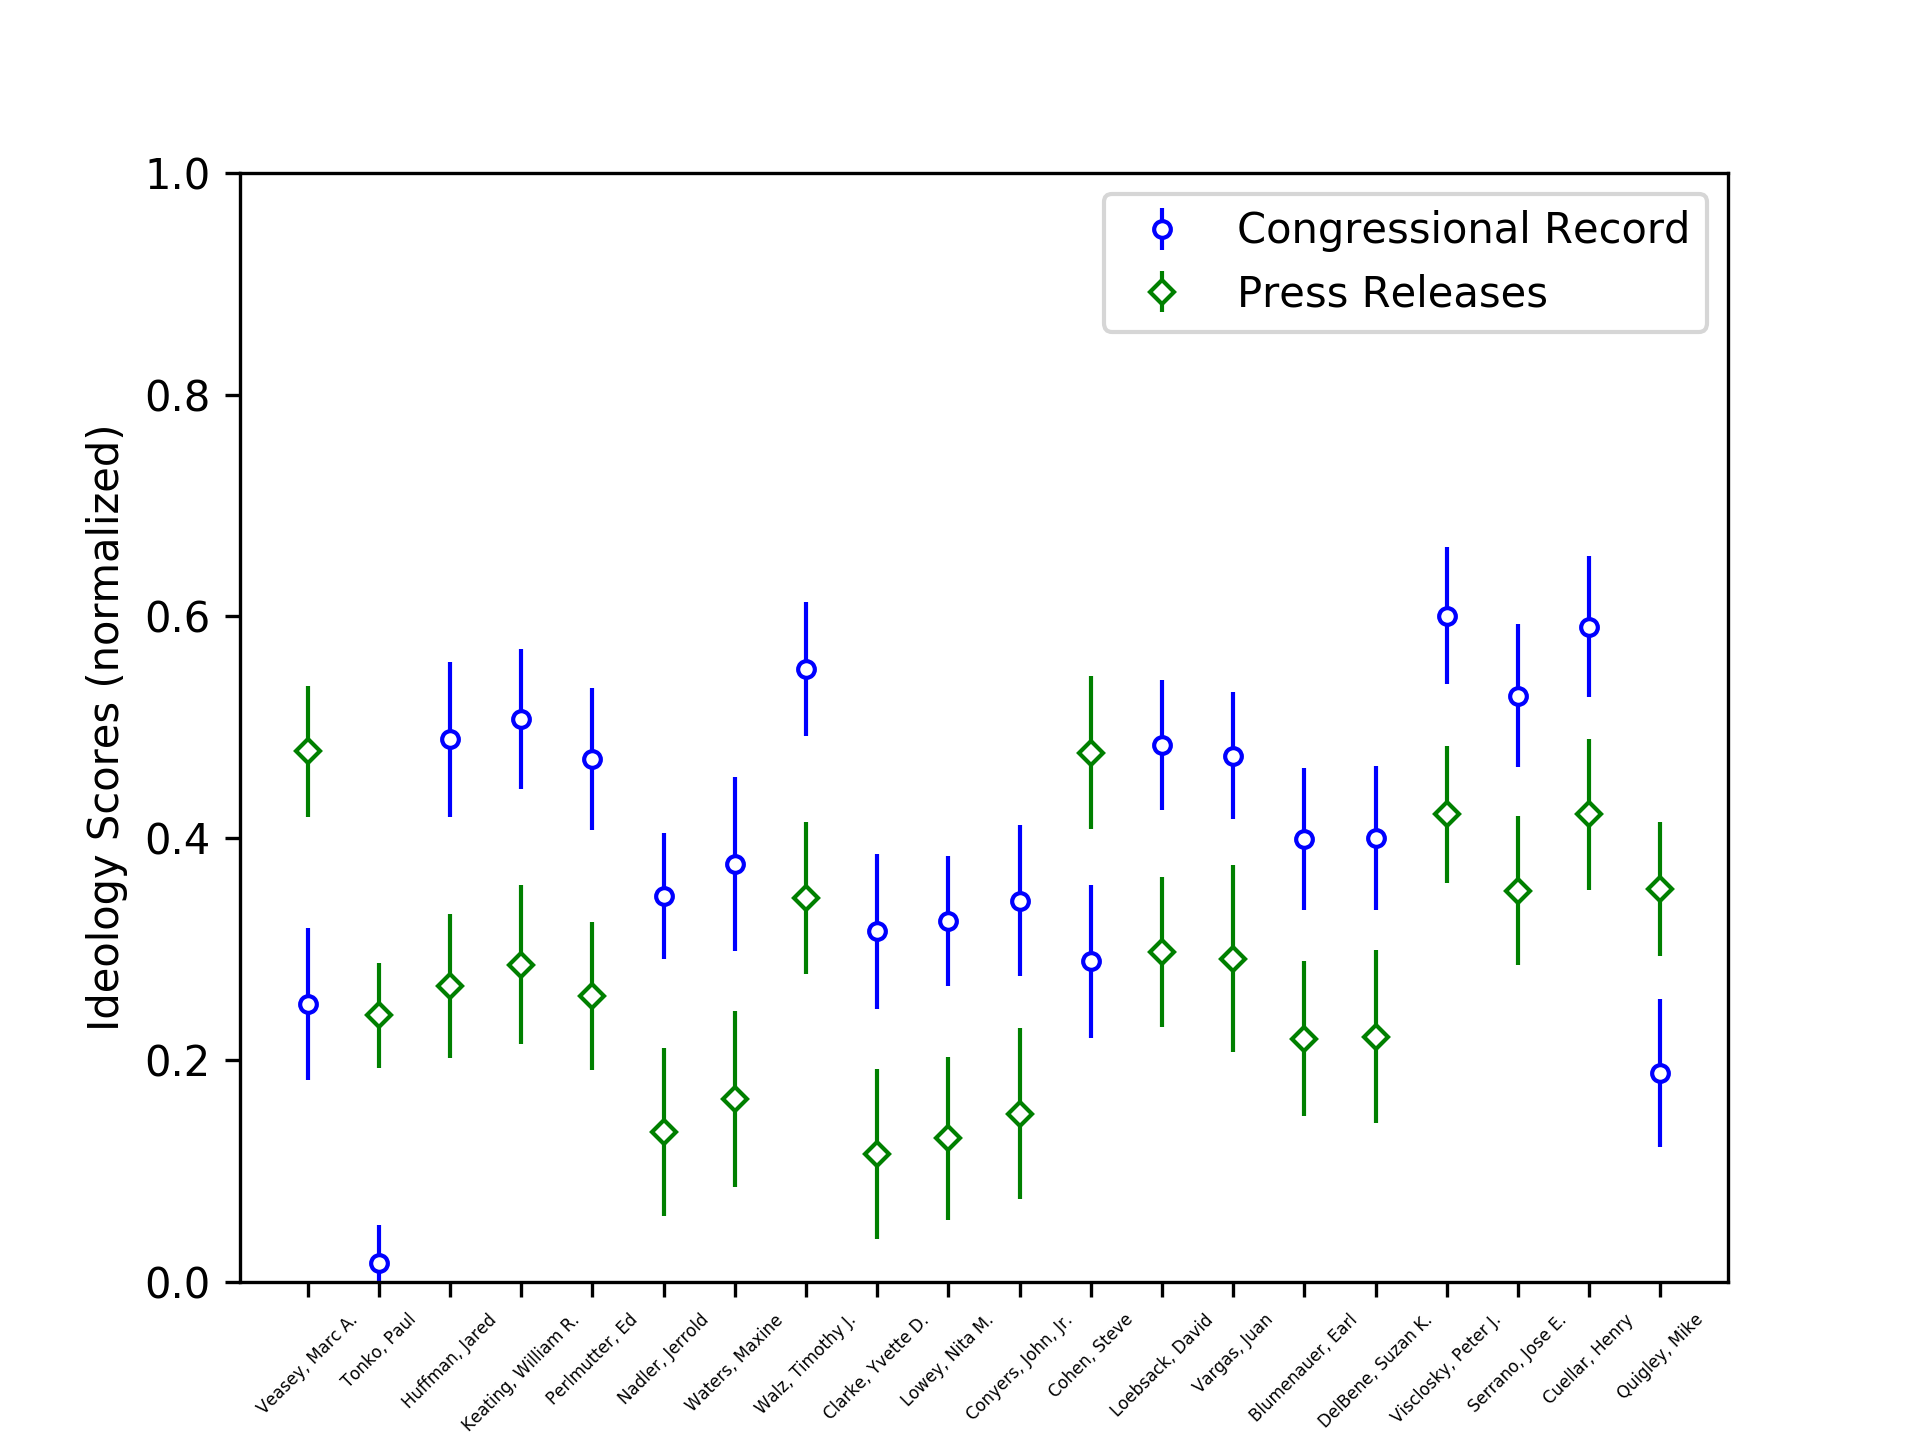 1.0
0.8
0.6
0.4
0.2
0.0
Ideology Scores (normalized)
Congressional Record
Press Releases
Veasey, Marc A.
Tonko, Paul
Huffman, Jared
Keating, William R.
Perlmutter, Ed
Nadler, Jerrold
Waters, Maxine
Walz, Timothy J.
Clarke, Yvette D.
Lowey, Nita M.
Conyers, John, Jr.
Cohen, Steve
Loebsack, David
Vargas, Juan
Blumenauer, Earl
DelBene, Suzan K.
Visclosky, Peter J.
Serrano, Jose E.
Cuellar, Henry
Quigley, Mike